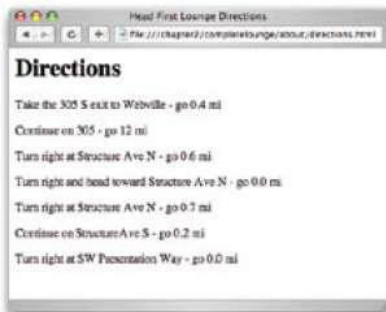 Head First Lounge Directions
file:///chapter2/completelounge/about/directions.html
Directions
Take the 305 S exit to Webville - go 0.4 mi
Continue on 305 - go 12 mi
Turn right at Structure Ave N - go 0.6 mi
Turn right and head toward Structure Ave N - go 0.0 mi
Turn right at Structure Ave N - go 0.7 mi
Continue on Structure Ave S - go 0.2 mi
Turn right at SW Presentation Way - go 0.0 mi